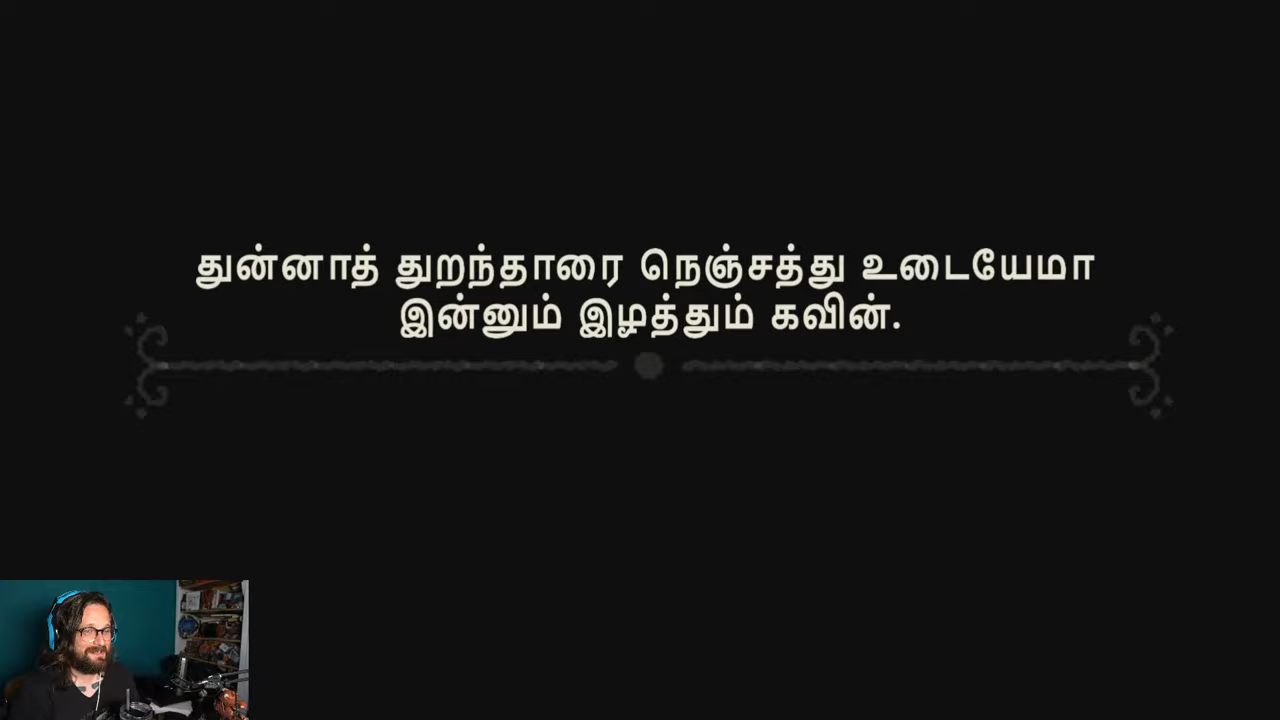 துன்னாத் துறந்தாரை நெஞ்சத்து உடையேமா
இன்னும் இழத்தும் கவின்.